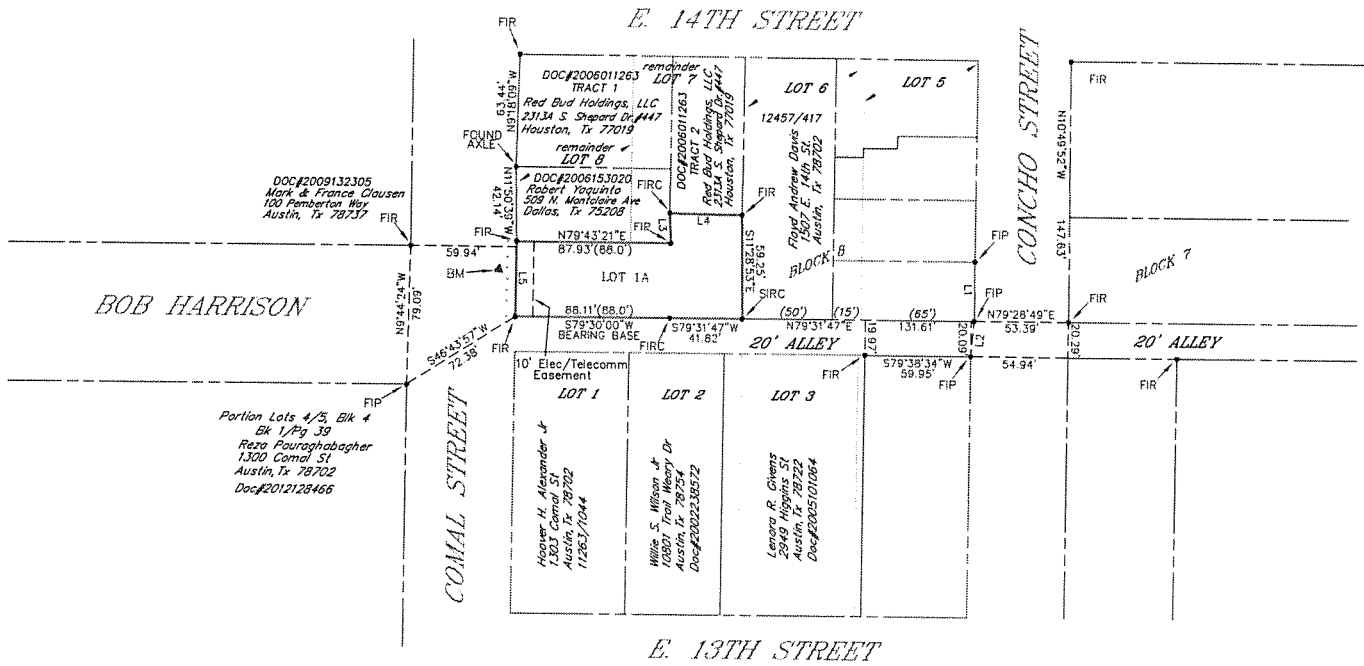 E. 14TH STREET
FIR
DOC#2006011263
TRACT 1
Red Bud Holdings, LLC
2313A S. Shepard Dr.#447
Houston, Tx 77019
remainder
LOT 7
remainder
LOT 8
DOC#2006011263
TRACT 2
Red Bud Holdings, LLC
2313A S. Shepard Dr.#447
Houston, Tx 77019
LOT 6
12457/417
LOT 5
Floyd Andrew Davis
1507 E. 14th St.
Austin, Tx 78702
BLOCK 8
CONCHO STREET
FIR
N10°49'52"W
147.63'
BLOCK 7
N9°18'09"W
93.44'
FOUND
AXLE
N11°50'39"W
42.14'
DOC#2006153020
Robert Yaquinto
509 N. Montclaire Ave
Dallas, Tx 75208
FIRC
FIR
L4
L3
FIP
DOC#2009132305
Mark & France Clausen
100 Pemberton Way
Austin, Tx 78737
FIR
FIR
N79°43'21"E
87.93'(88.0')
59.94'
BM
L5
LOT 1A
S11°28'53"E
59.25'
FIP
L1
SIRC
FIP
FIR
BOB HARRISON
N9°44'24"W
79.09'
S46°43'57"W
72.38'
FIR
FIP
88.11'(88.0')
S79°30'00"W
BEARING BASE
FIRC
S79°31'47"W
41.82'
(50')
(15')
(65')
N79°31'47"E
131.61'
20' ALLEY
19.97'
20.09'
N79°28'49"E
53.39'
20.29'
20' ALLEY
FIR
S79°38'34"W
59.95'
FIP
54.94'
FIR
10' Elec/Telecomm
Easement
Portion Lots 4/5, Blk 4
Bk 1/Pg 39
Reza Pouraghabagher
1300 Comal St
Austin, Tx 78702
Doc#2012128466
COMAL STREET
LOT 1
Hoover H. Alexander Jr
1303 Comal St
Austin, Tx 78702
11263/1044
LOT 2
Willie S. Wilson Jr
10801 Trail Weary Dr
Austin, Tx 78754
Doc#2002238572
LOT 3
Lenora R. Givens
2949 Higgins St
Austin, Tx 78722
Doc#2005101064
E. 13TH STREET